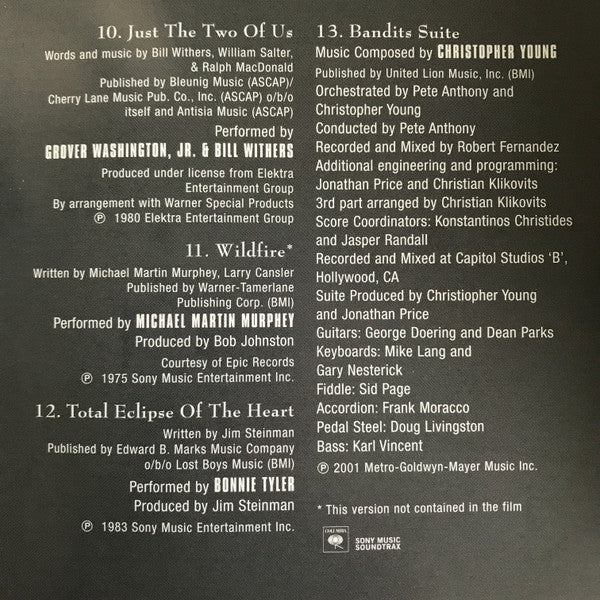 10. Just The Two Of Us
Words and music by Bill Withers, William Salter,
& Ralph MacDonald
Published by Bleunig Music (ASCAP)/
Cherry Lane Music Pub. Co., Inc. (ASCAP) o/b/o
itself and Antisia Music (ASCAP)
Performed by
GROVER WASHINGTON, JR. & BILL WITHERS
Produced under license from Elektra
Entertainment Group
By arrangement with Warner Special Products
℗ 1980 Elektra Entertainment Group
11. Wildfire*
Written by Michael Martin Murphey, Larry Cansler
Published by Warner-Tamerlane
Publishing Corp. (BMI)
Performed by MICHAEL MARTIN MURPHEY
Produced by Bob Johnston
Courtesy of Epic Records
℗ 1975 Sony Music Entertainment Inc.
12. Total Eclipse Of The Heart
Written by Jim Steinman
Published by Edward B. Marks Music Company
o/b/o Lost Boys Music (BMI)
Performed by BONNIE TYLER
Produced by Jim Steinman
℗ 1983 Sony Music Entertainment Inc.
13. Bandits Suite
Music Composed by CHRISTOPHER YOUNG
Published by United Lion Music, Inc. (BMI)
Orchestrated by Pete Anthony and
Christopher Young
Conducted by Pete Anthony
Recorded and Mixed by Robert Fernandez
Additional engineering and programming:
Jonathan Price and Christian Klikovits
3rd part arranged by Christian Klikovits
Score Coordinators: Konstantinos Christides
and Jasper Randall
Recorded and Mixed at Capitol Studios ‘B’,
Hollywood, CA
Suite Produced by Christopher Young
and Jonathan Price
Guitars: George Doering and Dean Parks
Keyboards: Mike Lang and
Gary Nesterick
Fiddle: Sid Page
Accordion: Frank Moracco
Pedal Steel: Doug Livingston
Bass: Karl Vincent
℗ 2001 Metro-Goldwyn-Mayer Music Inc.
* This version not contained in the film
COLUMBIA
SONY MUSIC
SOUNDTRAX